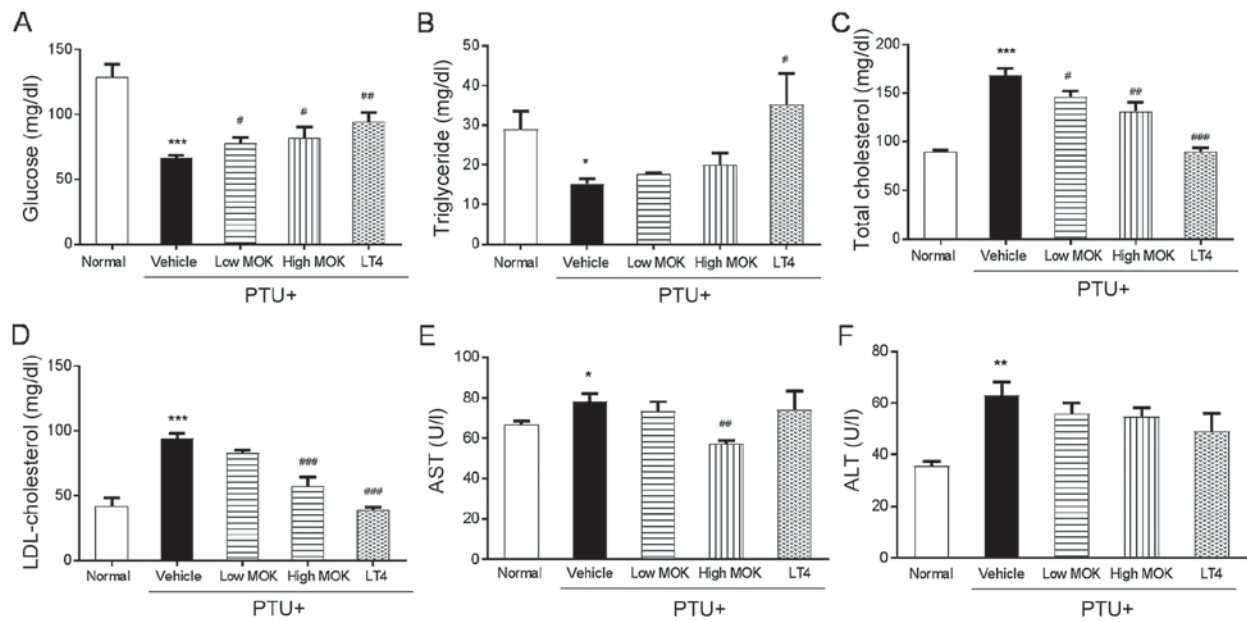 A
Glucose (mg/dl)
150
100
50
0
***
#
#
##
Normal Vehicle Low MOK High MOK LT4
PTU+
B
Triglyceride (mg/dl)
50
40
30
20
10
0
*
#
Normal Vehicle Low MOK High MOK LT4
PTU+
C
Total cholesterol (mg/dl)
200
150
100
50
0
***
#
##
###
Normal Vehicle Low MOK High MOK LT4
PTU+
D
LDL-cholesterol (mg/dl)
150
100
50
0
***
###
###
Normal Vehicle Low MOK High MOK LT4
PTU+
E
AST (U/l)
100
80
60
40
20
0
*
##
Normal Vehicle Low MOK High MOK LT4
PTU+
F
ALT (U/l)
80
60
40
20
0
**
Normal Vehicle Low MOK High MOK LT4
PTU+